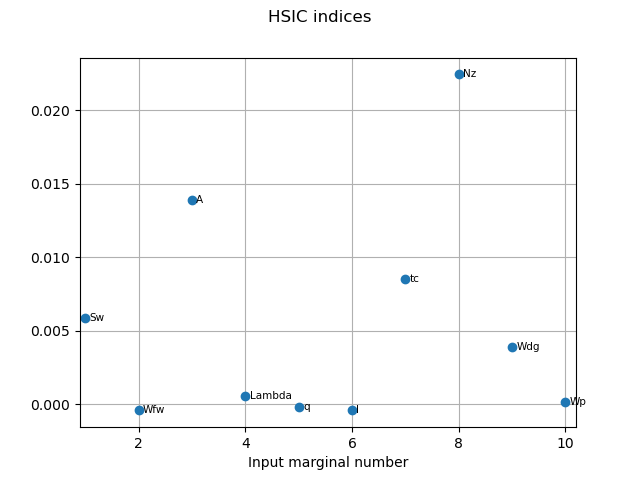 HSIC indices
0.020
0.015
0.010
0.005
0.000
Nz
A
tc
Sw
Wdg
Lambda
Wp
q
Wfw
l
2
4
6
8
10
Input marginal number